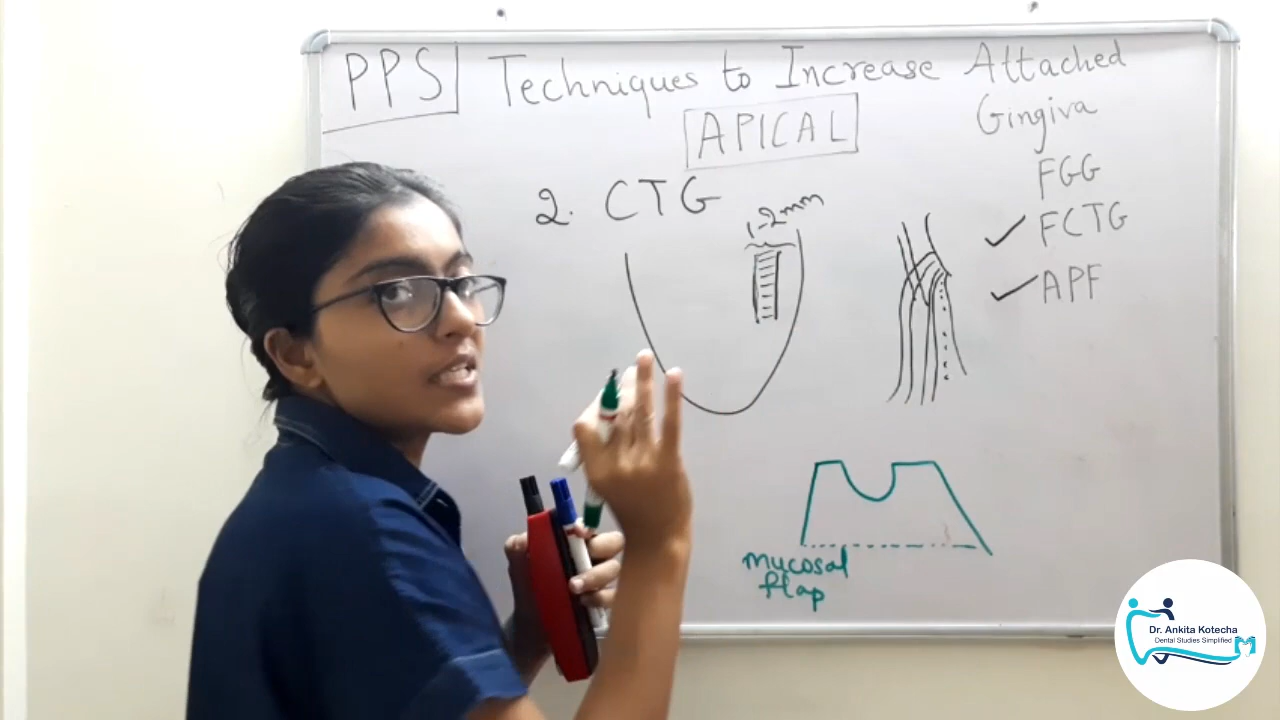 PPS Techniques to Increase Attached
Gingiva
APICAL
FGG
2. CTG
1-2mm
✓ FCTG
✓ APF
mucosal
flap
Dr. Ankita Kotecha
Dental Studies Simplified